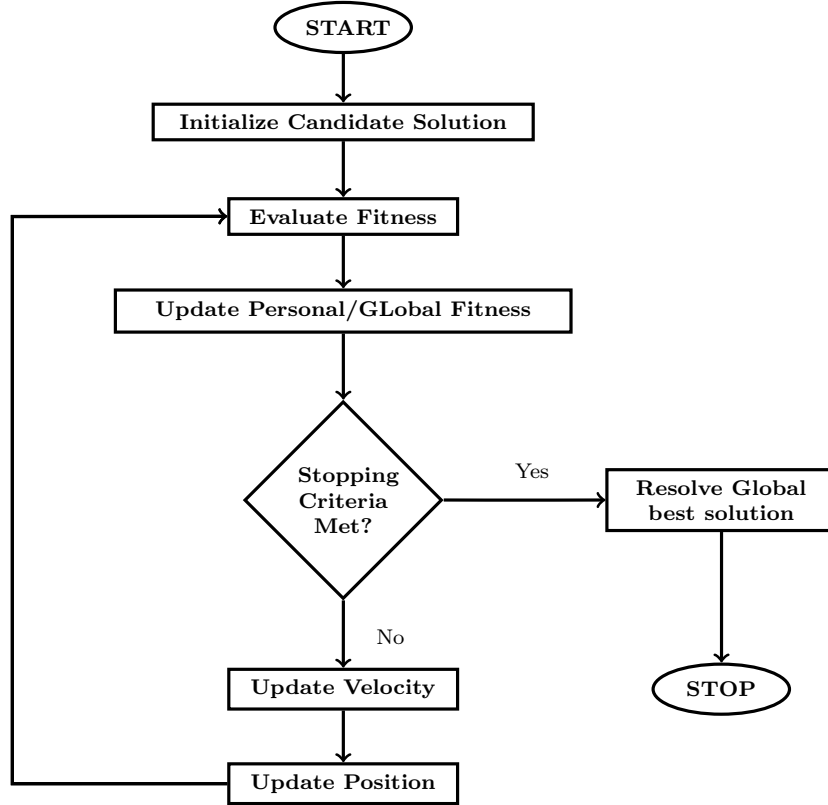 START
Initialize Candidate Solution
Evaluate Fitness
Update Personal/GLobal Fitness
Stopping
Criteria
Met?
Yes
Resolve Global
best solution
No
Update Velocity
STOP
Update Position